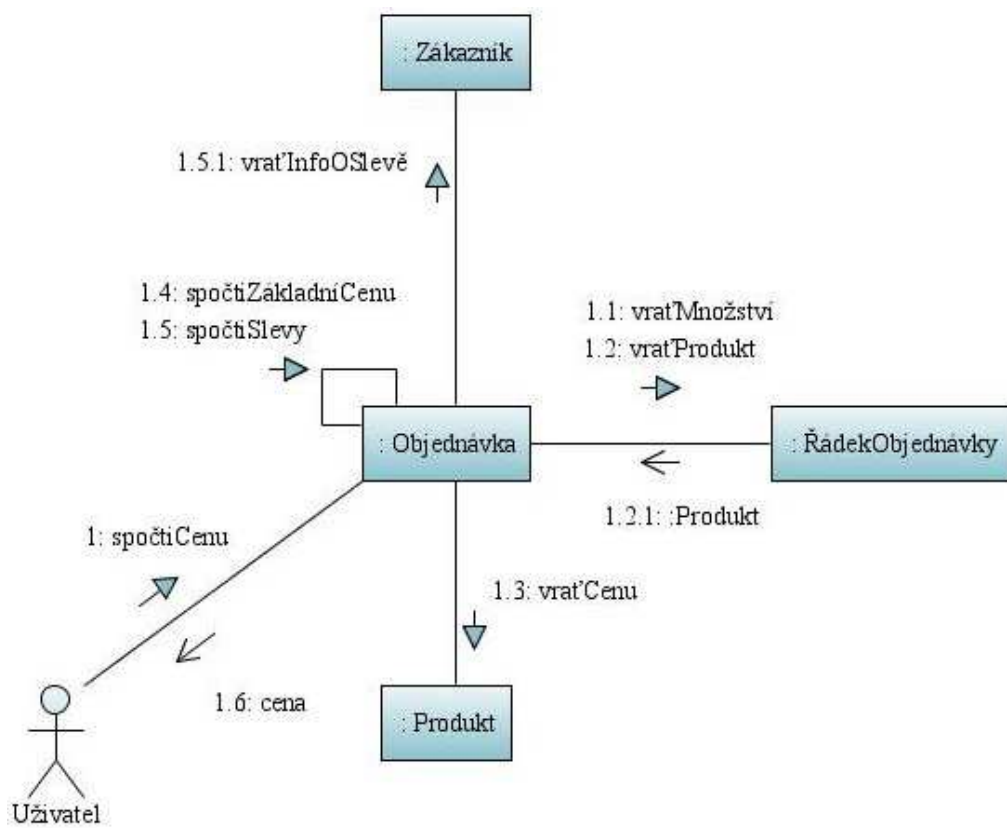 : Zákazník
1.5.1: vraťInfoOSlevě
1.4: spočtiZákladníCenu
1.5: spočtiSlevy
1.1: vraťMnožství
1.2: vraťProdukt
: Objednávka
: ŘádekObjednávky
1.2.1: :Produkt
1: spočtiCenu
1.3: vraťCenu
1.6: cena
: Produkt
Uživatel